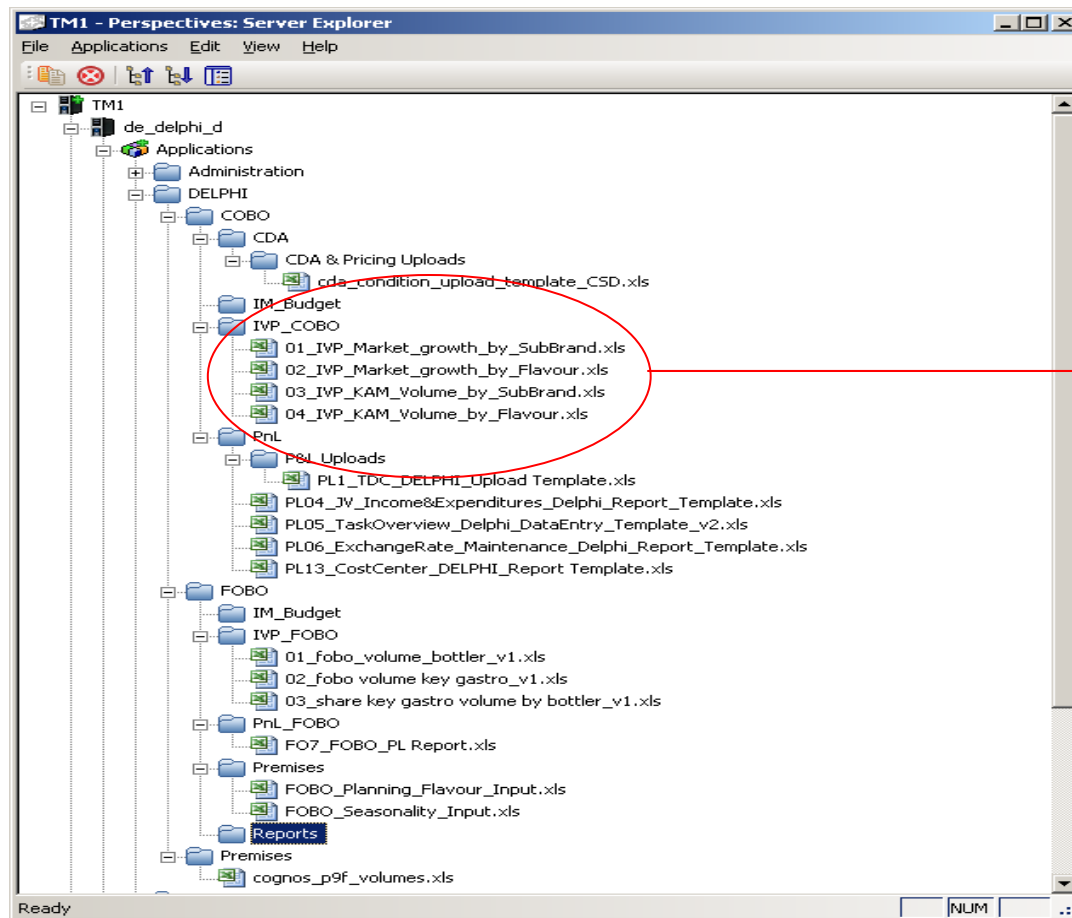 TM1 - Perspectives: Server Explorer
File Applications Edit View Help
TM1
de_delphi_d
Applications
Administration
DELPHI
COBO
CDA
CDA & Pricing Uploads
cda_condition_upload_template_CSD.xls
IM_Budget
IVP_COBO
01_IVP_Market_growth_by_SubBrand.xls
02_IVP_Market_growth_by_Flavour.xls
03_IVP_KAM_Volume_by_SubBrand.xls
04_IVP_KAM_Volume_by_Flavour.xls
PnL
P&L Uploads
PL1_TDC_DELPHI_Upload Template.xls
PL04_JV_Income&Expenditures_Delphi_Report_Template.xls
PL05_TaskOverview_Delphi_DataEntry_Template_v2.xls
PL06_ExchangeRate_Maintenance_Delphi_Report_Template.xls
PL13_CostCenter_DELPHI_Report Template.xls
FOBO
IM_Budget
IVP_FOBO
01_fobo_volume_bottler_v1.xls
02_fobo volume key gastro_v1.xls
03_share key gastro volume by bottler_v1.xls
PnL_FOBO
FO7_FOBO_PL Report.xls
Premises
FOBO_Planning_Flavour_Input.xls
FOBO_Seasonality_Input.xls
Reports
Premises
cognos_p9f_volumes.xls
Ready NUM